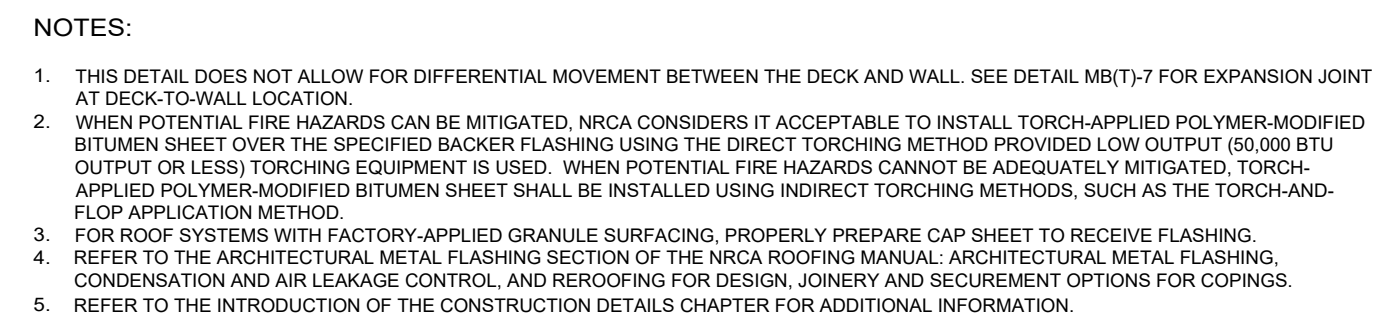 NOTES:
1. THIS DETAIL DOES NOT ALLOW FOR DIFFERENTIAL MOVEMENT BETWEEN THE DECK AND WALL. SEE DETAIL MB(T)-7 FOR EXPANSION JOINT
AT DECK-TO-WALL LOCATION.
2. WHEN POTENTIAL FIRE HAZARDS CAN BE MITIGATED, NRCA CONSIDERS IT ACCEPTABLE TO INSTALL TORCH-APPLIED POLYMER-MODIFIED
BITUMEN SHEET OVER THE SPECIFIED BACKER FLASHING USING THE DIRECT TORCHING METHOD PROVIDED LOW OUTPUT (50,000 BTU
OUTPUT OR LESS) TORCHING EQUIPMENT IS USED. WHEN POTENTIAL FIRE HAZARDS CANNOT BE ADEQUATELY MITIGATED, TORCH-
APPLIED POLYMER-MODIFIED BITUMEN SHEET SHALL BE INSTALLED USING INDIRECT TORCHING METHODS, SUCH AS THE TORCH-AND-
FLOP APPLICATION METHOD.
3. FOR ROOF SYSTEMS WITH FACTORY-APPLIED GRANULE SURFACING, PROPERLY PREPARE CAP SHEET TO RECEIVE FLASHING.
4. REFER TO THE ARCHITECTURAL METAL FLASHING SECTION OF THE NRCA ROOFING MANUAL: ARCHITECTURAL METAL FLASHING,
CONDENSATION AND AIR LEAKAGE CONTROL, AND REROOFING FOR DESIGN, JOINERY AND SECUREMENT OPTIONS FOR COPINGS.
5. REFER TO THE INTRODUCTION OF THE CONSTRUCTION DETAILS CHAPTER FOR ADDITIONAL INFORMATION.